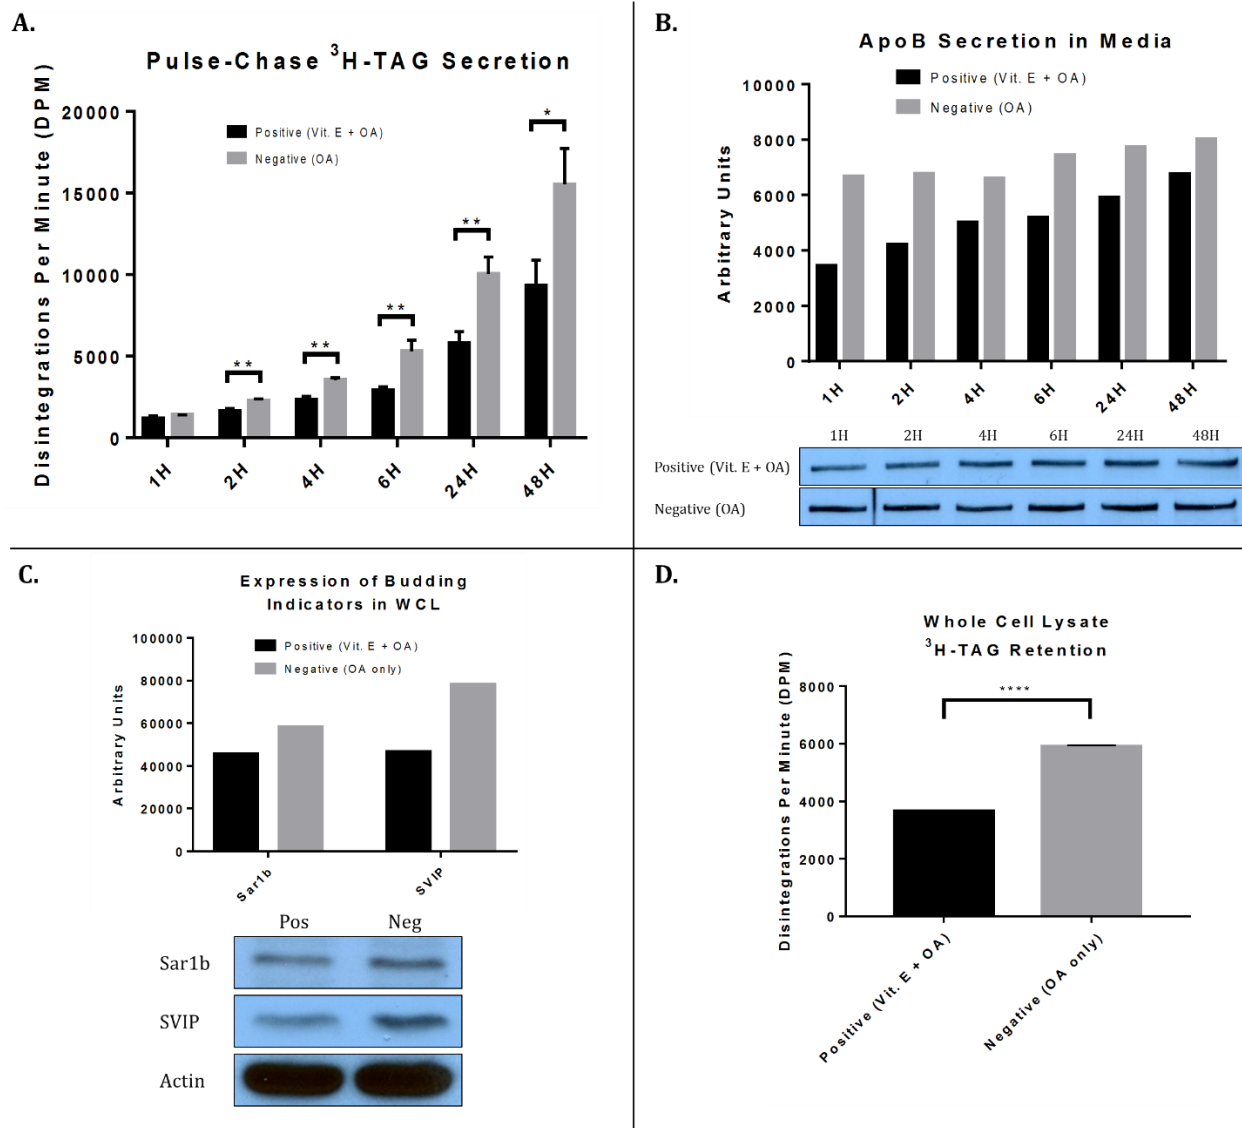 A.
Pulse-Chase ³H-TAG Secretion
Disintegrations Per Minute (DPM)
20000
15000
10000
5000
0
Positive (Vit. E + OA)
Negative (OA)
**
**
**
**
*
1H
2H
4H
6H
24H
48H
B.
ApoB Secretion in Media
Positive (Vit. E + OA)
Negative (OA)
Arbitrary Units
10000
8000
6000
4000
2000
0
1H
2H
4H
6H
24H
48H
1H 2H 4H 6H 24H 48H
Positive (Vit. E + OA)
Negative (OA)
C.
Expression of Budding
Indicators in WCL
Positive (Vit. E + OA)
Negative (OA only)
Arbitrary Units
100000
80000
60000
40000
20000
0
Sar1b
SVIP
Pos Neg
Sar1b
SVIP
Actin
D.
Whole Cell Lysate
³H-TAG Retention
Disintegrations Per Minute (DPM)
8000
6000
4000
2000
0
****
Positive (Vit. E + OA)
Negative (OA only)